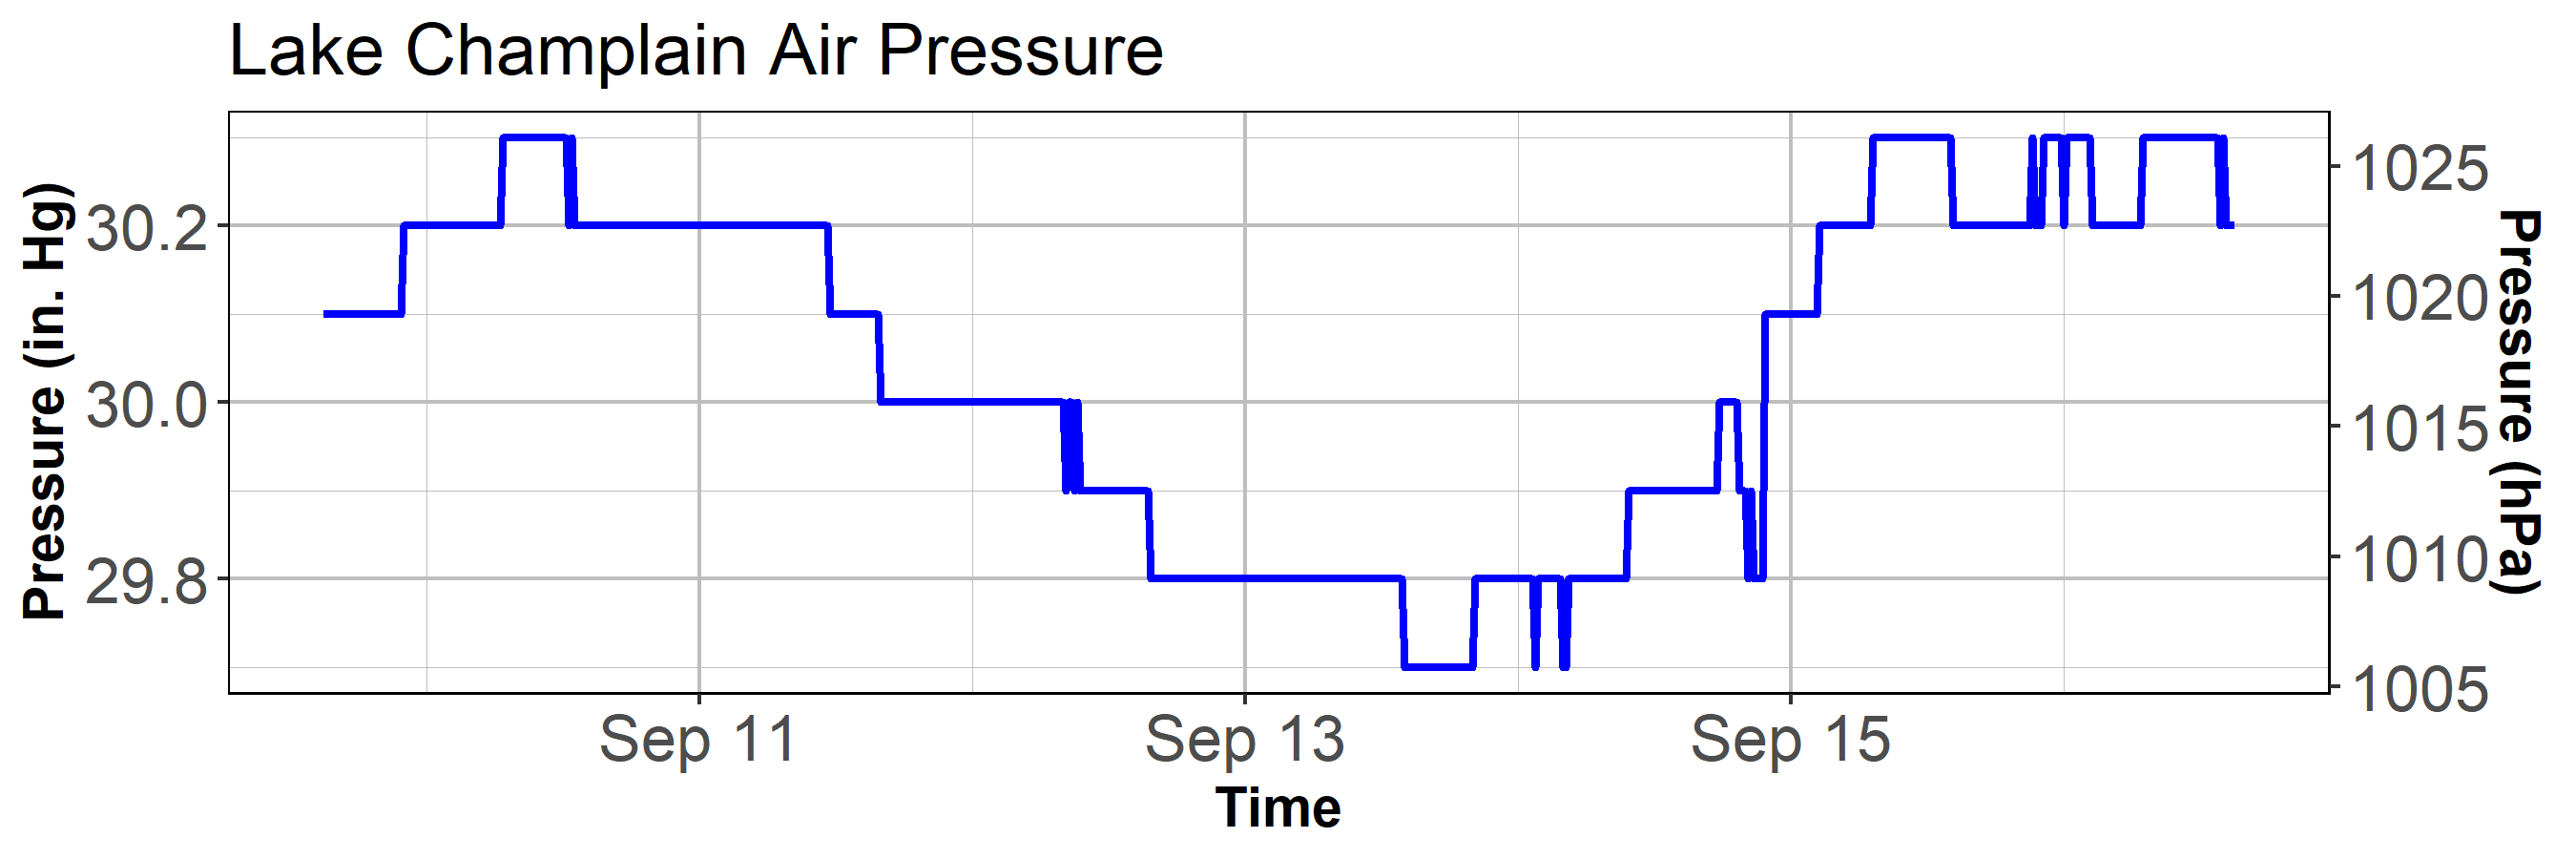 Lake Champlain Air Pressure
Pressure (in. Hg)
30.2
30.0
29.8
1025
1020
1015
1010
1005
Pressure (hPa)
Sep 11
Sep 13
Sep 15
Time